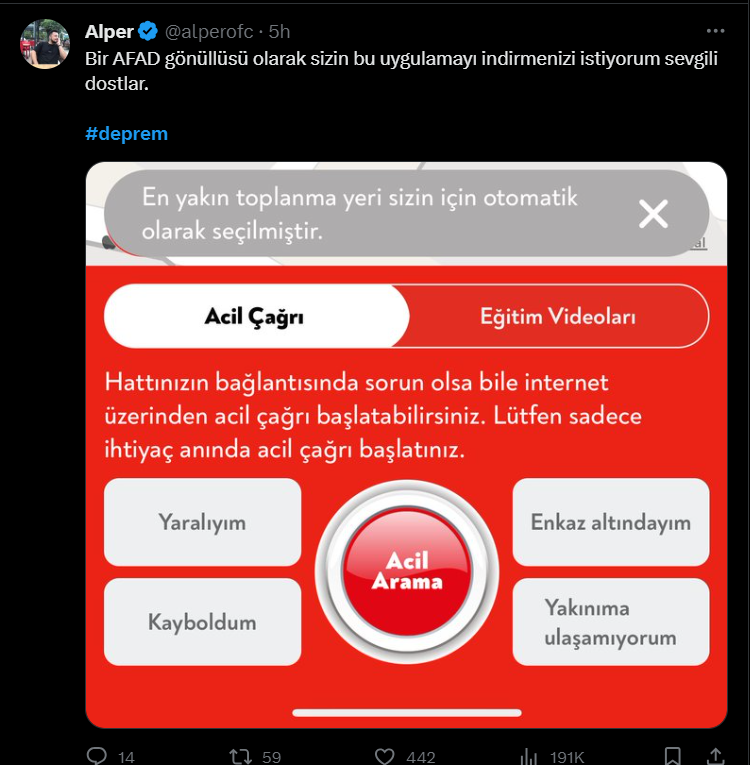 Alper @alperofc · 5h
Bir AFAD gönüllüsü olarak sizin bu uygulamayı indirmenizi istiyorum sevgili
dostlar.
#deprem
En yakın toplanma yeri sizin için otomatik
olarak seçilmiştir.
Acil Çağrı
Eğitim Videoları
Hattınızın bağlantısında sorun olsa bile internet
üzerinden acil çağrı başlatabilirsiniz. Lütfen sadece
ihtiyaç anında acil çağrı başlatınız.
Yaralıyım
Enkaz altındayım
Acil
Arama
Kayboldum
Yakınıma
ulaşamıyorum
14 59 442 191K